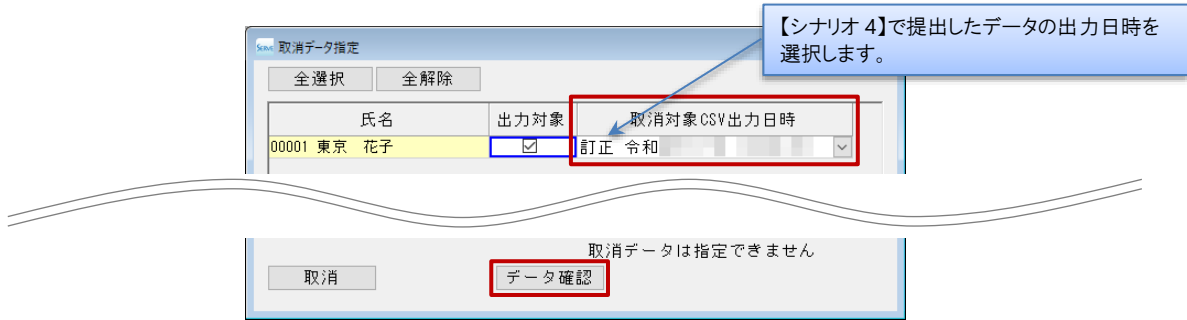 【シナリオ 4】で提出したデータの出力日時を
選択します。
SERVE 取消データ指定
全選択 全解除
氏名 出力対象 取消対象CSV出力日時
00001 東京 花子 訂正 令和
取消データは指定できません
取消 データ確認